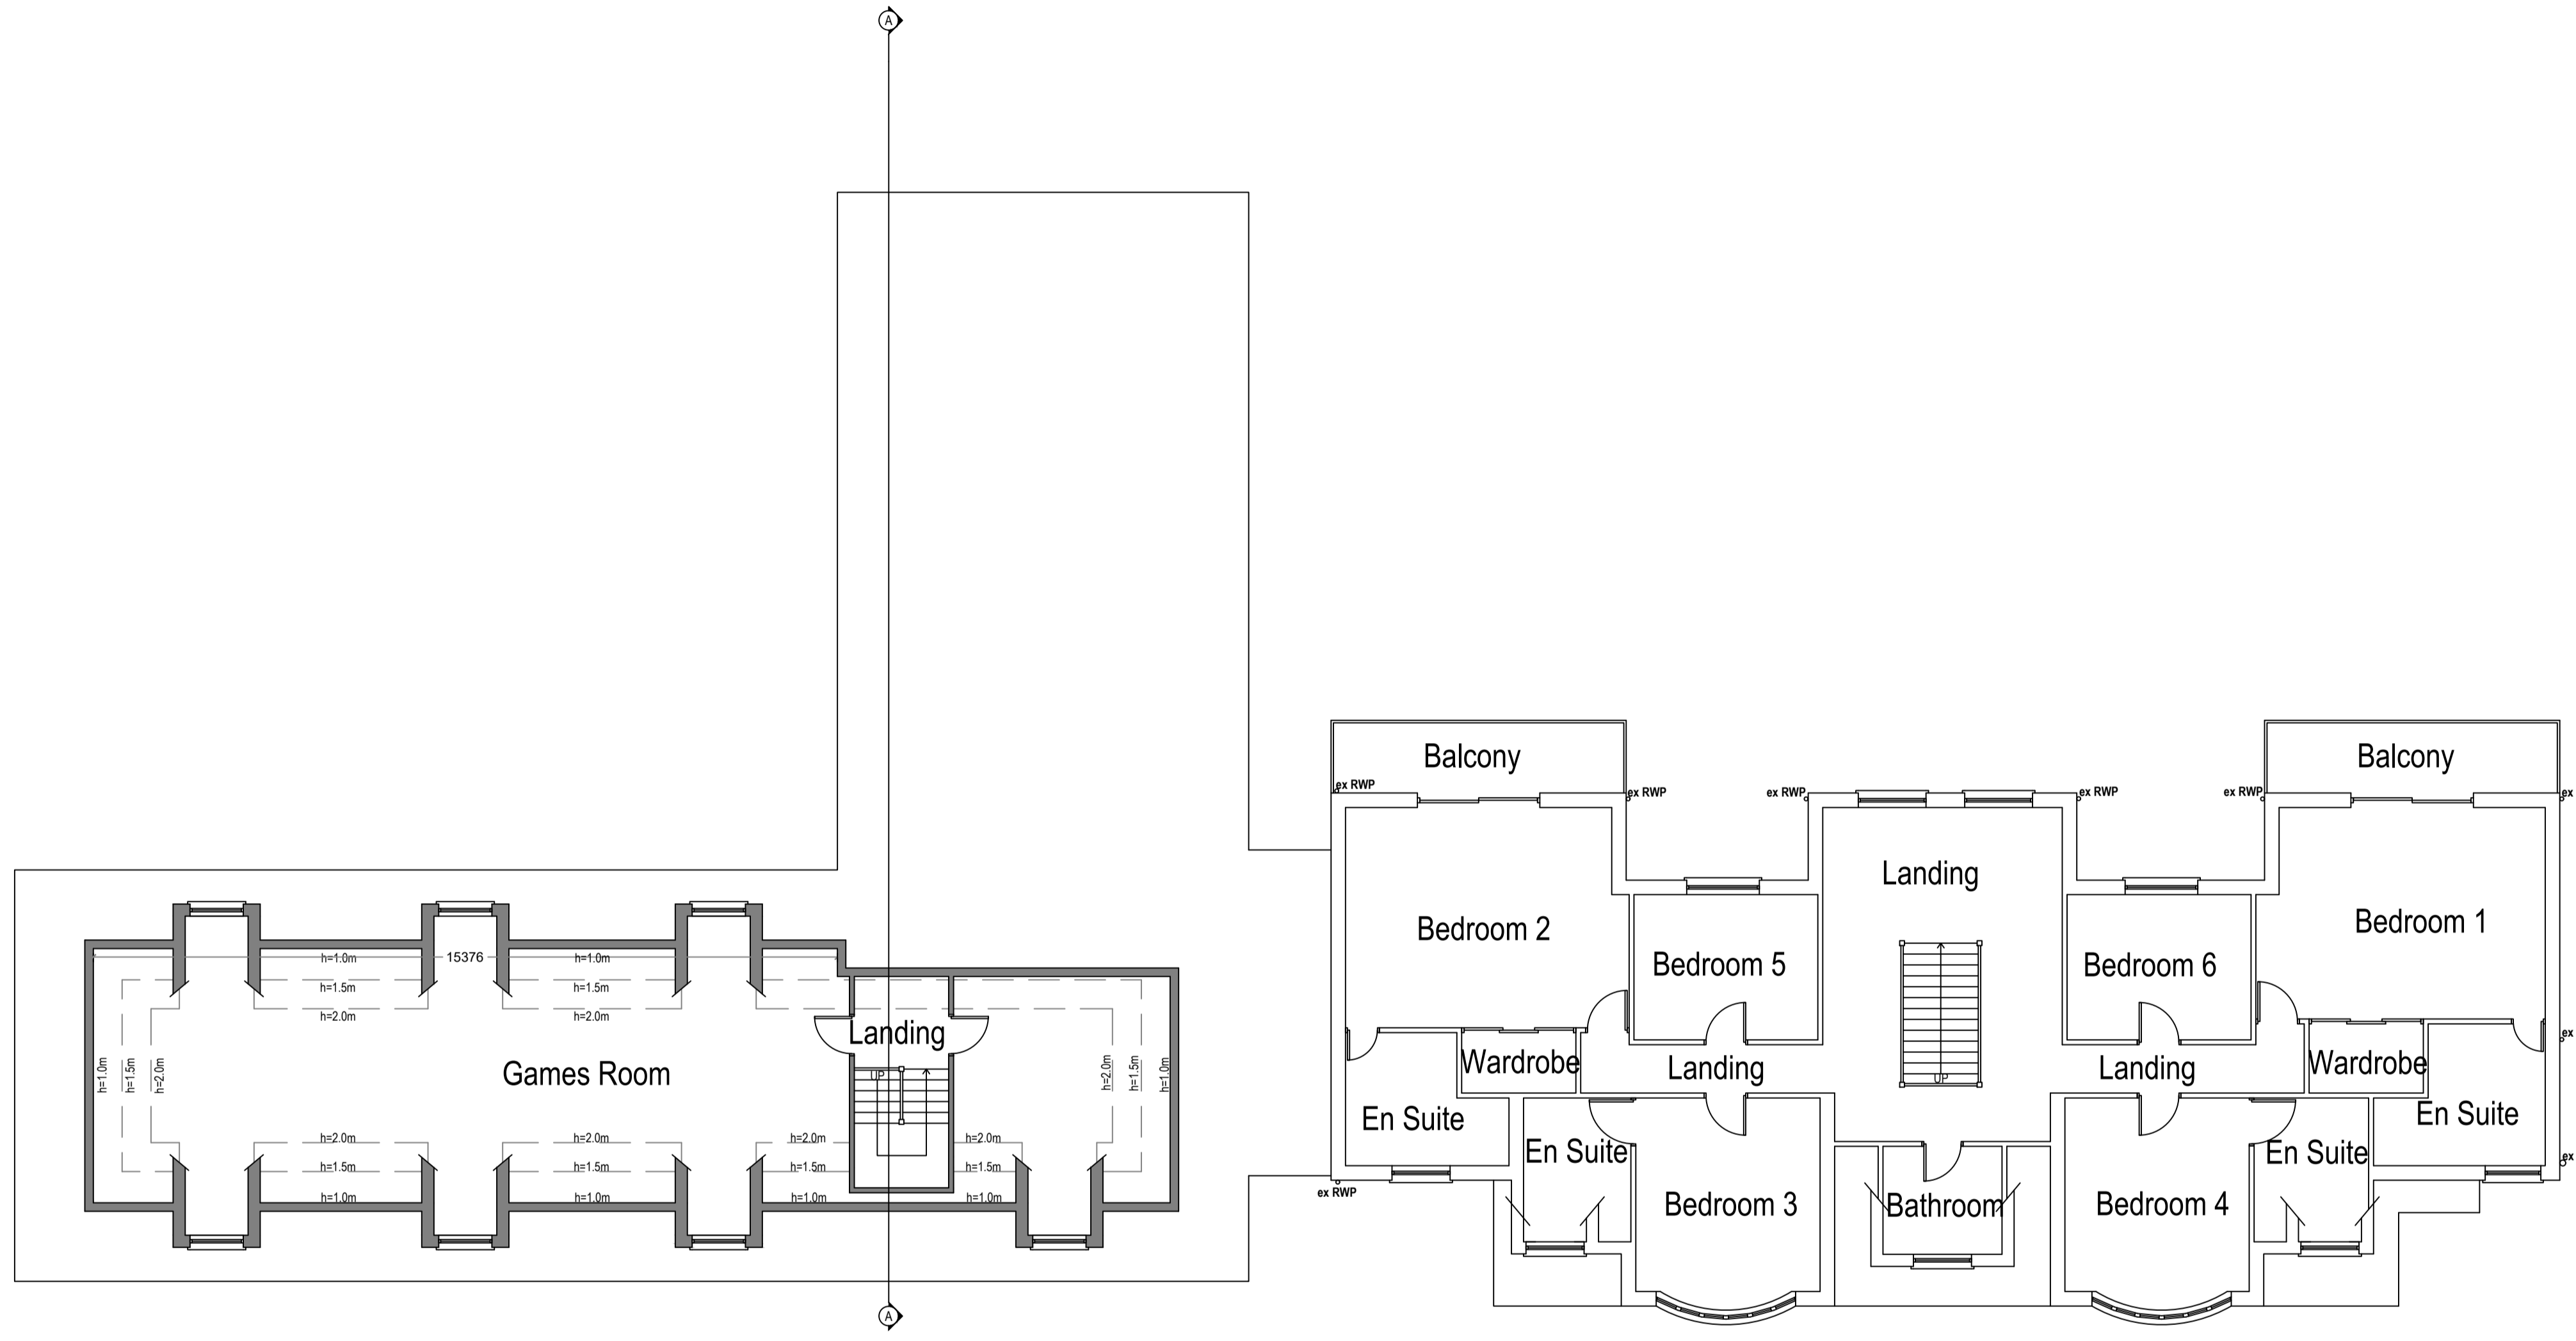 A
Balcony
Balcony
ex RWP
ex RWP
ex RWP
ex RWP
ex RWP
ex
Landing
Bedroom 2
Bedroom 1
Bedroom 5
Bedroom 6
15376
h=1.0m
h=1.0m
h=1.5m
h=1.5m
h=2.0m
h=2.0m
Landing
ex
h=1.0m
h=1.5m
h=2.0m
Games Room
UP
h=2.0m
h=1.5m
h=1.0m
Wardrobe
Landing
UP
Landing
Wardrobe
En Suite
En Suite
h=2.0m
h=2.0m
h=2.0m
h=2.0m
En Suite
En Suite
h=1.5m
h=1.5m
h=1.5m
h=1.5m
ex
h=1.0m
h=1.0m
h=1.0m
h=1.0m
ex RWP
Bedroom 3
Bathroom
Bedroom 4
A